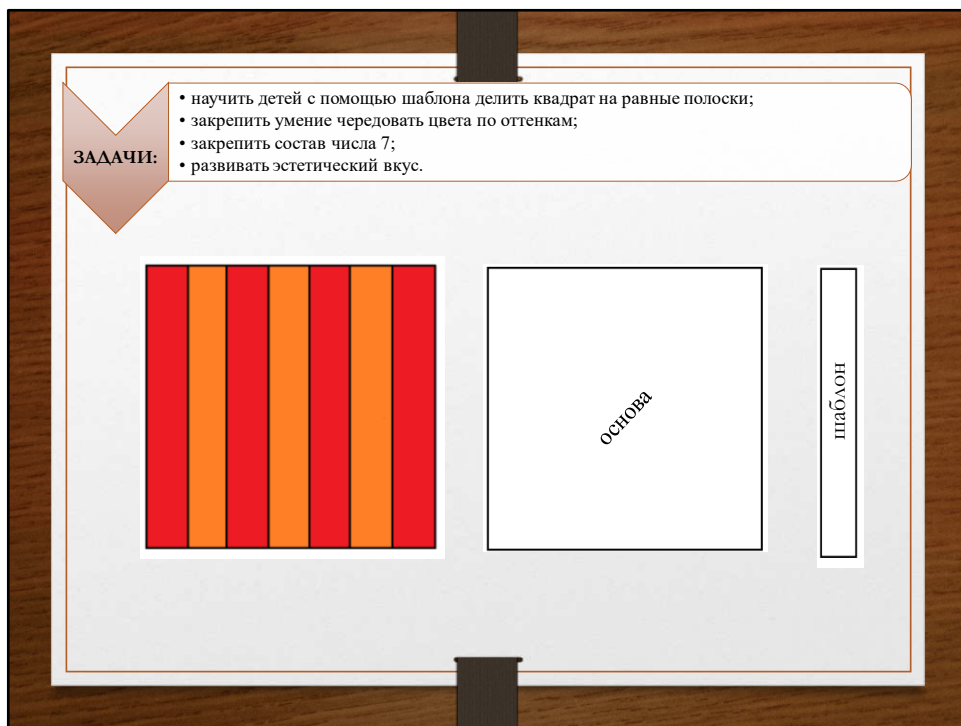 ЗАДАЧИ:
• научить детей с помощью шаблона делить квадрат на равные полоски;
• закрепить умение чередовать цвета по оттенкам;
• закрепить состав числа 7;
• развивать эстетический вкус.
основа
шаблон